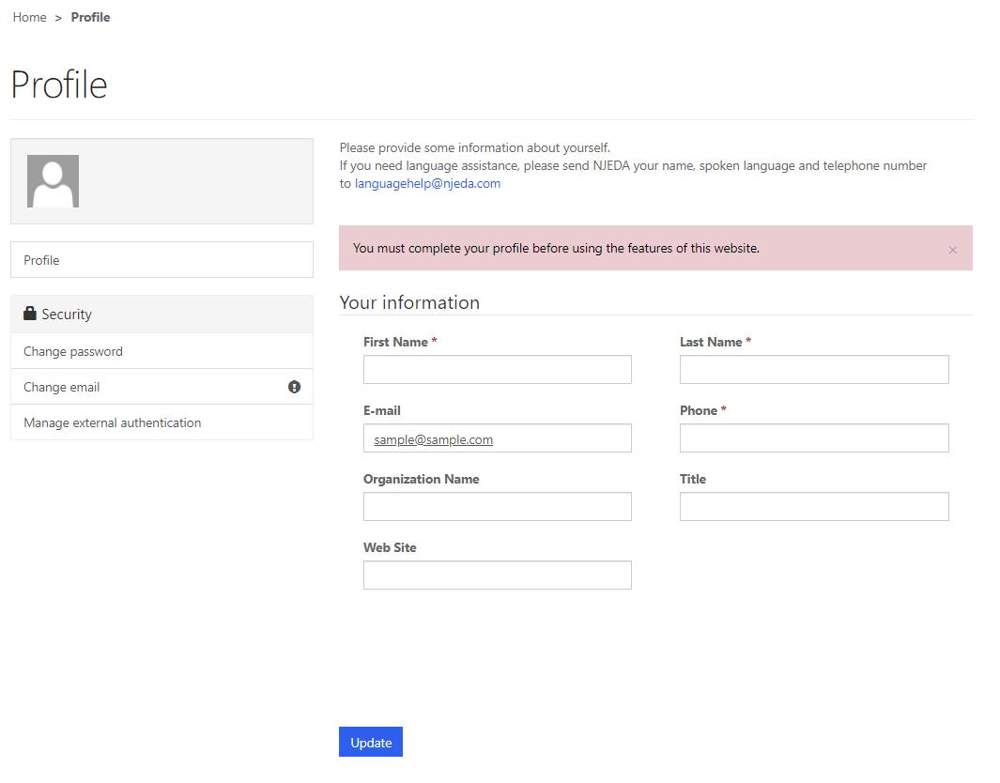 Home > Profile
Profile
Please provide some information about yourself.
If you need language assistance, please send NJEDA your name, spoken language and telephone number
to languagehelp@njeda.com
You must complete your profile before using the features of this website. ×
Profile
Security
Change password
Change email
Manage external authentication
Your information
First Name *
Last Name *
E-mail
sample@sample.com
Phone *
Organization Name
Title
Web Site
Update